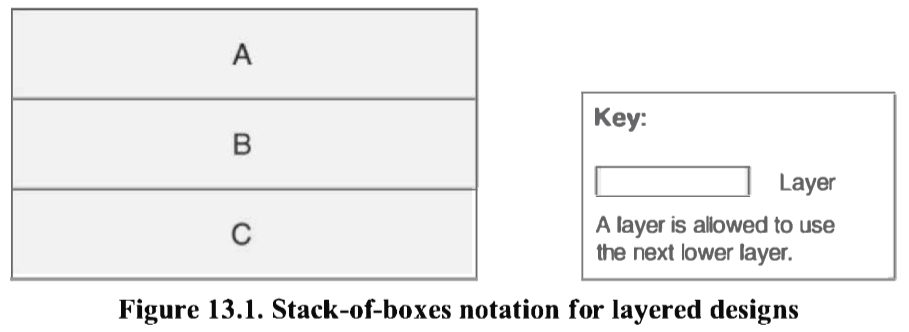 A
B
C
Key:
Layer
A layer is allowed to use
the next lower layer.
Figure 13.1. Stack-of-boxes notation for layered designs